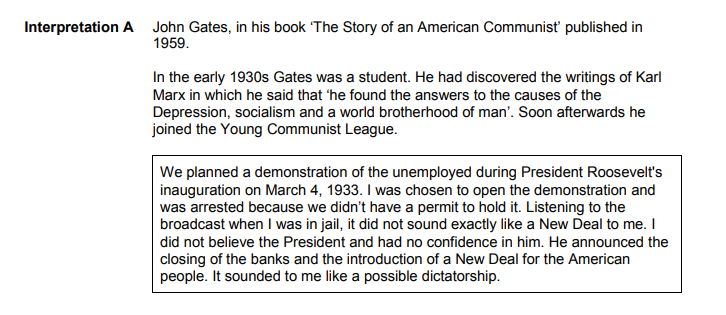 Interpretation A John Gates, in his book ‘The Story of an American Communist’ published in
1959.
In the early 1930s Gates was a student. He had discovered the writings of Karl
Marx in which he said that ‘he found the answers to the causes of the
Depression, socialism and a world brotherhood of man’. Soon afterwards he
joined the Young Communist League.
We planned a demonstration of the unemployed during President Roosevelt's
inauguration on March 4, 1933. I was chosen to open the demonstration and
was arrested because we didn’t have a permit to hold it. Listening to the
broadcast when I was in jail, it did not sound exactly like a New Deal to me. I
did not believe the President and had no confidence in him. He announced the
closing of the banks and the introduction of a New Deal for the American
people. It sounded to me like a possible dictatorship.